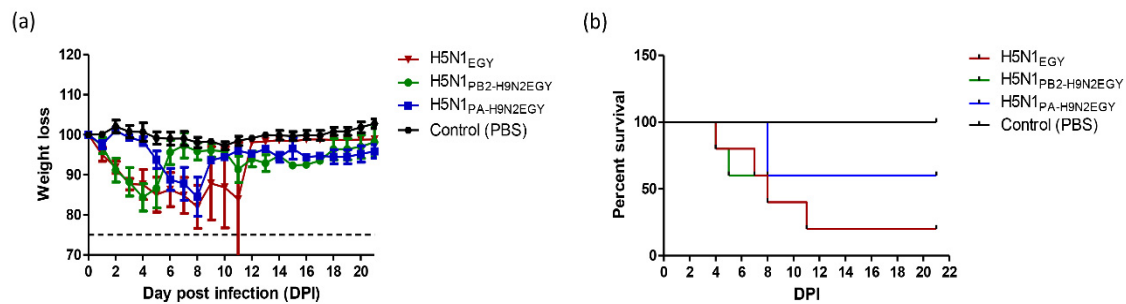 (a)
120
110
100
90
80
70
Weight loss
0 2 4 6 8 10 12 14 16 18 20
Day post infection (DPI)
H5N1EGY
H5N1PB2-H9N2EGY
H5N1PA-H9N2EGY
Control (PBS)
(b)
150
100
50
0
Percent survival
0 2 4 6 8 10 12 14 16 18 20 22
DPI
H5N1EGY
H5N1PB2-H9N2EGY
H5N1PA-H9N2EGY
Control (PBS)